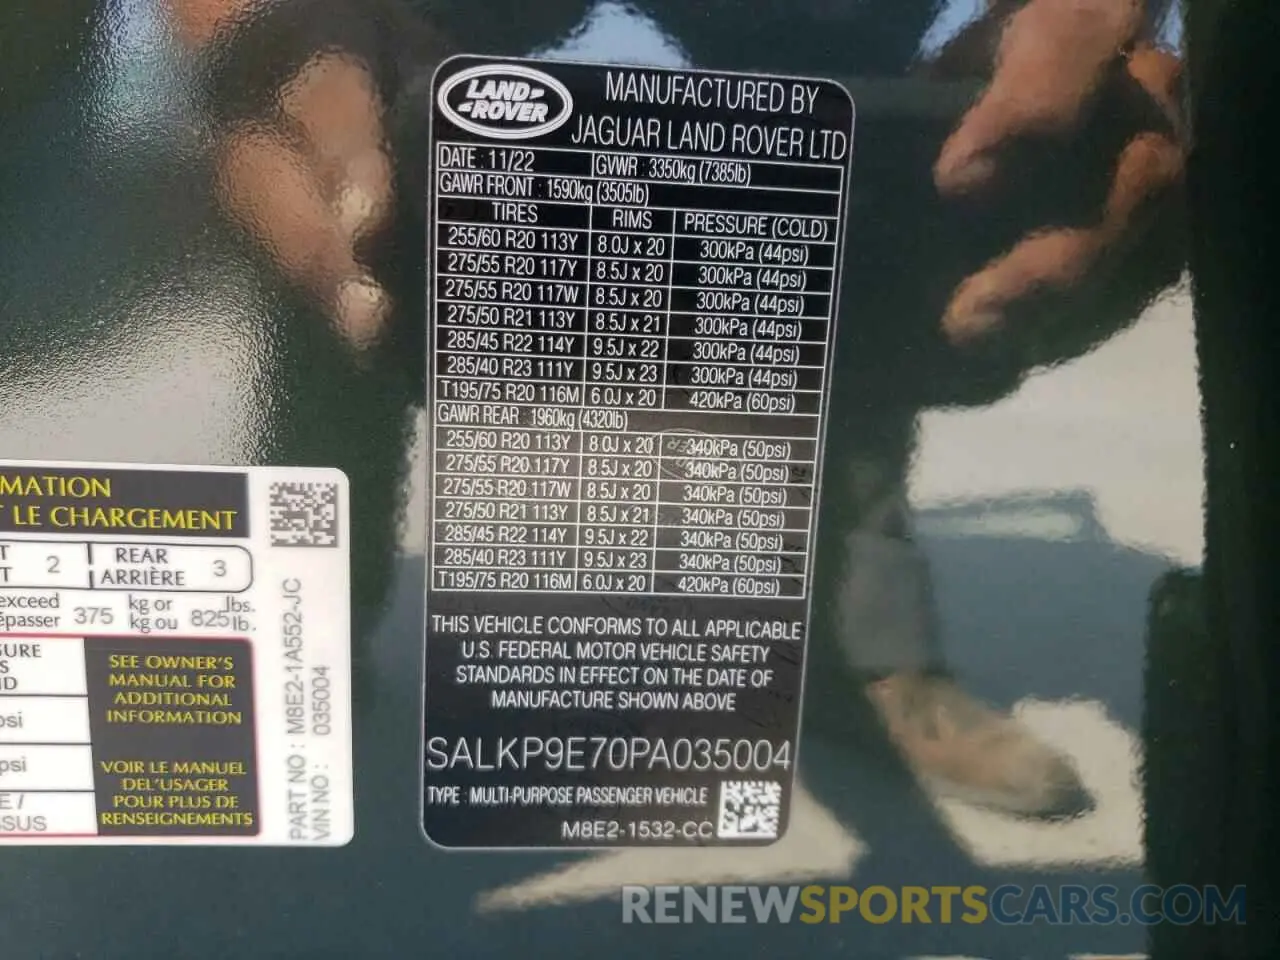 LAND-
-ROVER
MANUFACTURED BY
JAGUAR LAND ROVER LTD
DATE : 11/22 GVWR : 3350kg (7385lb)
GAWR FRONT : 1590kg (3505lb)
TIRES RIMS PRESSURE (COLD)
255/60 R20 113Y 8.0J x 20 300kPa (44psi)
275/55 R20 117Y 8.5J x 20 300kPa (44psi)
275/55 R20 117W 8.5J x 20 300kPa (44psi)
275/50 R21 113Y 8.5J x 21 300kPa (44psi)
285/45 R22 114Y 9.5J x 22 300kPa (44psi)
285/40 R23 111Y 9.5J x 23 300kPa (44psi)
T195/75 R20 116M 6.0J x 20 420kPa (60psi)
GAWR REAR : 1960kg (4320lb)
255/60 R20 113Y 8.0J x 20 340kPa (50psi)
275/55 R20 117Y 8.5J x 20 340kPa (50psi)
275/55 R20 117W 8.5J x 20 340kPa (50psi)
275/50 R21 113Y 8.5J x 21 340kPa (50psi)
285/45 R22 114Y 9.5J x 22 340kPa (50psi)
285/40 R23 111Y 9.5J x 23 340kPa (50psi)
T195/75 R20 116M 6.0J x 20 420kPa (60psi)
THIS VEHICLE CONFORMS TO ALL APPLICABLE
U.S. FEDERAL MOTOR VEHICLE SAFETY
STANDARDS IN EFFECT ON THE DATE OF
MANUFACTURE SHOWN ABOVE
SALKP9E70PA035004
TYPE : MULTI-PURPOSE PASSENGER VEHICLE
M8E2-1532-CC
MATION
T LE CHARGEMENT
T 2 REAR 3
T ARRIÈRE
exceed 375 kg or 825 lbs.
épasser kg ou lb.
SURE
S
ID
psi
psi
E /
SSUS
SEE OWNER'S
MANUAL FOR
ADDITIONAL
INFORMATION
VOIR LE MANUEL
DEL'USAGER
POUR PLUS DE
RENSEIGNEMENTS
PART NO : M8E2-1A552-JC
VIN NO : 035004
RENEWSPORTSCARS.COM